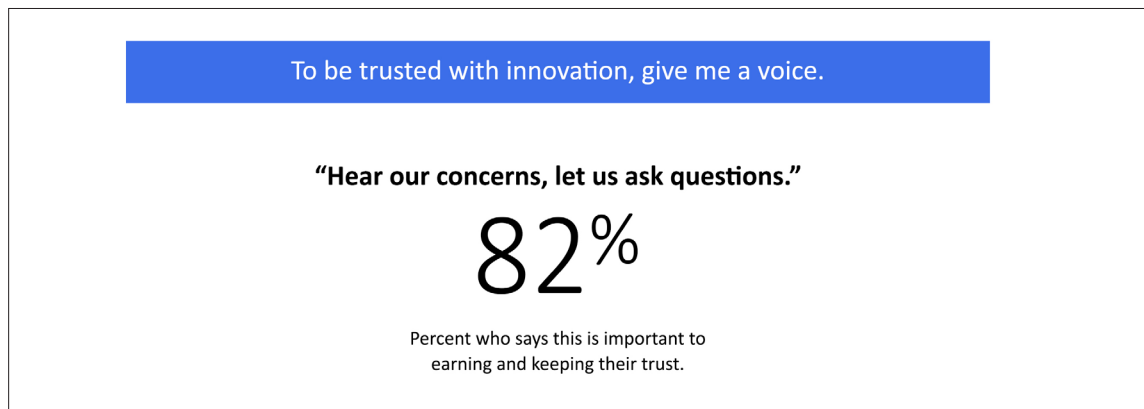 To be trusted with innovation, give me a voice.
“Hear our concerns, let us ask questions.”
82%
Percent who says this is important to
earning and keeping their trust.